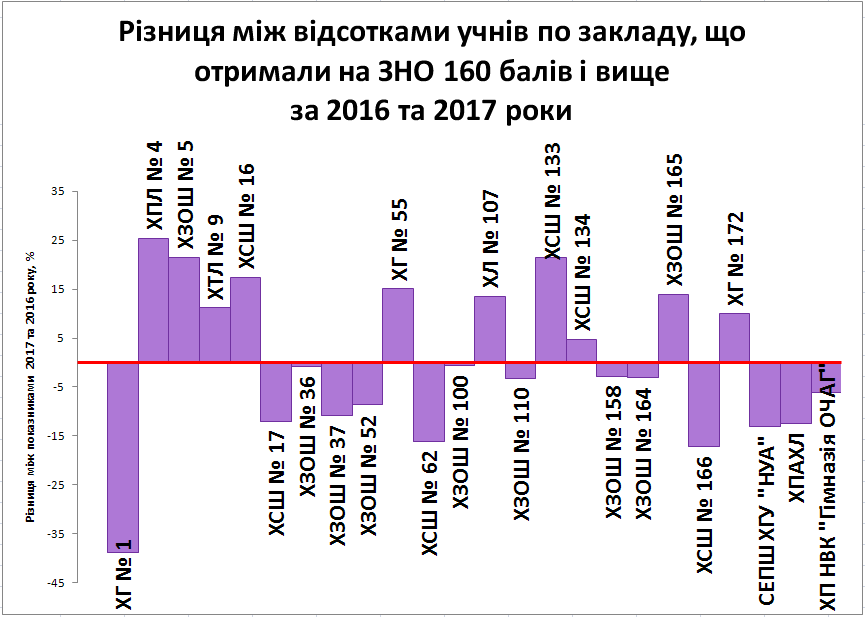 Різниця між відсотками учнів по закладу, що
отримали на ЗНО 160 балів і вище
за 2016 та 2017 роки
Різниця між показниками 2017 та 2016 року, %
35
25
15
5
-5
-15
-25
-35
-45
ХГ № 1
ХПЛ № 4
ХЗОШ № 5
ХТЛ № 9
ХСШ № 16
ХСШ № 17
ХЗОШ № 36
ХЗОШ № 37
ХЗОШ № 52
ХГ № 55
ХСШ № 62
ХЗОШ № 100
ХЛ № 107
ХЗОШ № 110
ХСШ № 133
ХСШ № 134
ХЗОШ № 158
ХЗОШ № 164
ХЗОШ № 165
ХСШ № 166
ХГ № 172
СЕПШ ХГУ "НУА"
ХПАХЛ
ХП НВК "Гімназія ОЧАГ"